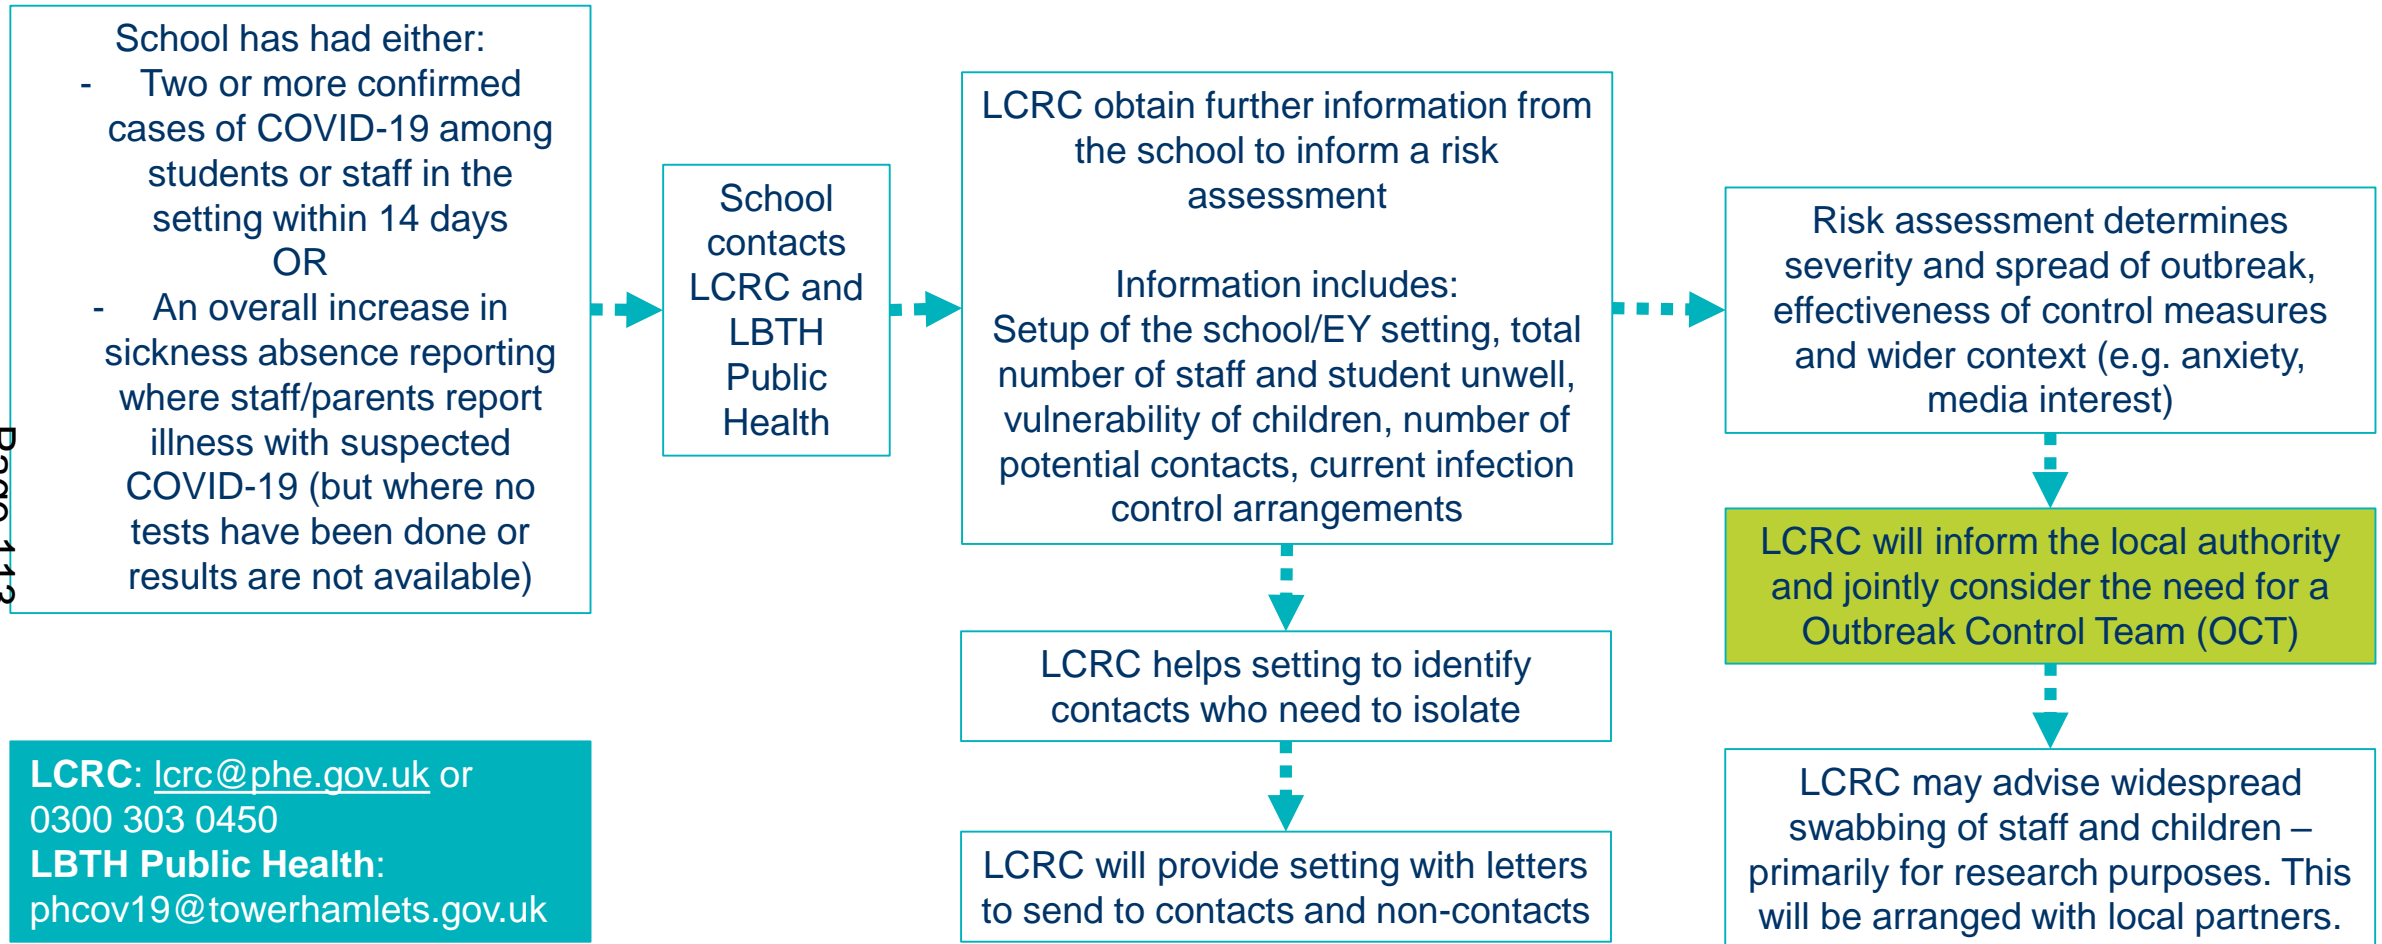 School has had either:
- Two or more confirmed
cases of COVID-19 among
students or staff in the
setting within 14 days
OR
- An overall increase in
sickness absence reporting
where staff/parents report
illness with suspected
COVID-19 (but where no
tests have been done or
results are not available)
School
contacts
LCRC and
LBTH
Public
Health
LCRC obtain further information from
the school to inform a risk
assessment
Information includes:
Setup of the school/EY setting, total
number of staff and student unwell,
vulnerability of children, number of
potential contacts, current infection
control arrangements
LCRC helps setting to identify
contacts who need to isolate
LCRC will provide setting with letters
to send to contacts and non-contacts
Risk assessment determines
severity and spread of outbreak,
effectiveness of control measures
and wider context (e.g. anxiety,
media interest)
LCRC will inform the local authority
and jointly consider the need for a
Outbreak Control Team (OCT)
LCRC may advise widespread
swabbing of staff and children –
primarily for research purposes. This
will be arranged with local partners.
LCRC: lcrc@phe.gov.uk or
0300 303 0450
LBTH Public Health:
phcov19@towerhamlets.gov.uk
Page 113